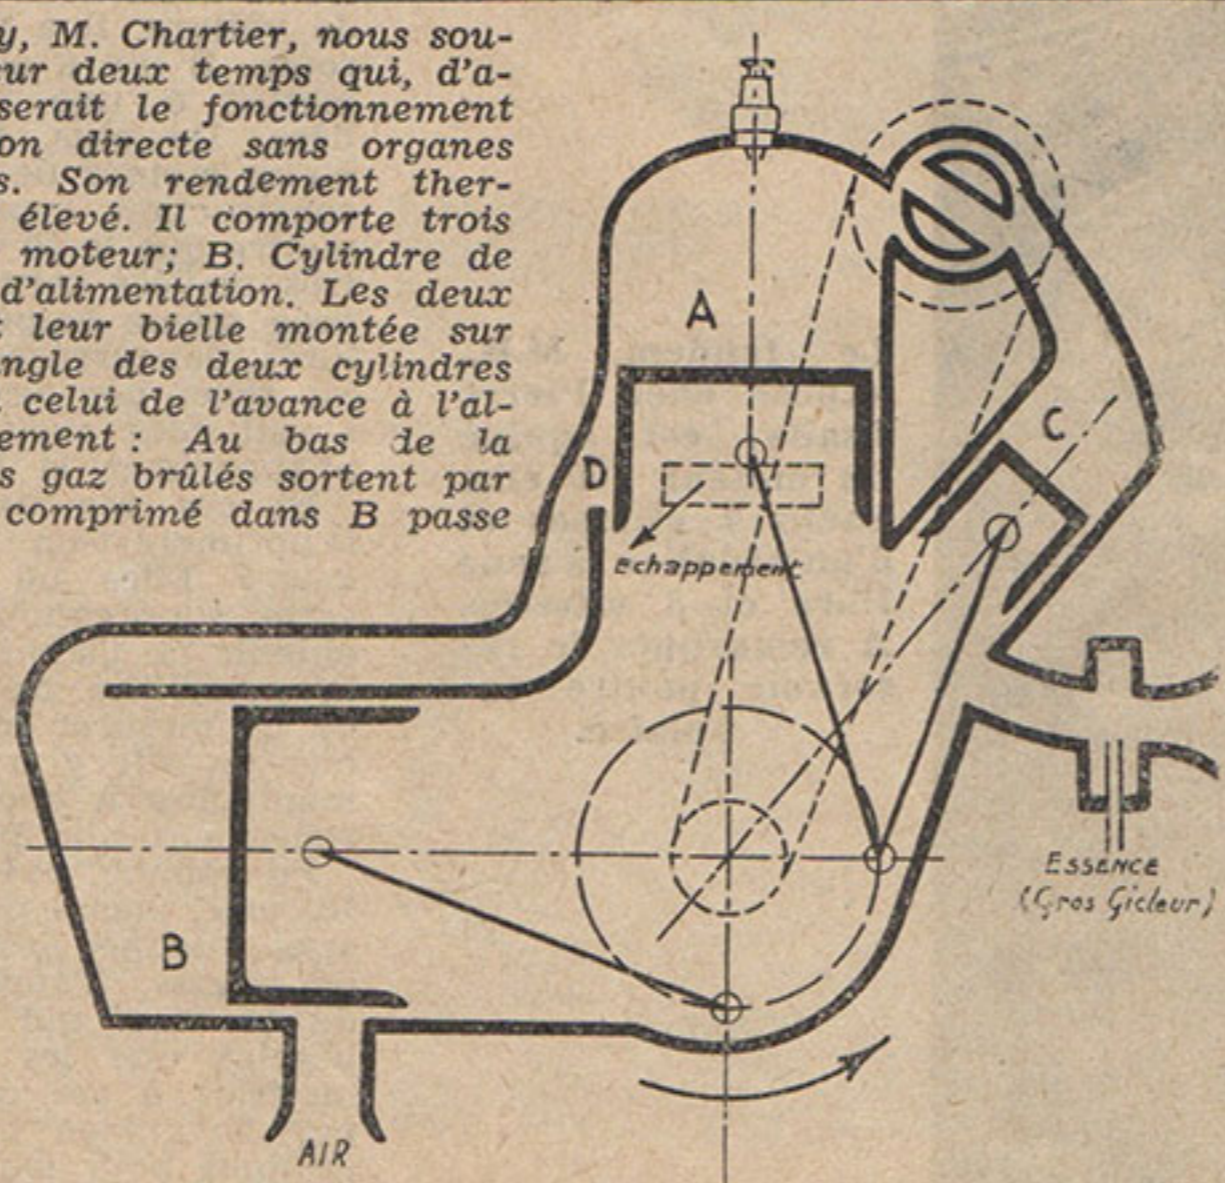 y, M. Chartier, nous sou-
ur deux temps qui, d'a-
serait le fonctionnement
on directe sans organes
s. Son rendement ther-
élevé. Il comporte trois
moteur; B. Cylindre de
d'alimentation. Les deux
leur bielle montée sur
ngle des deux cylindres
celui de l'avance à l'al-
ement : Au bas de la
s gaz brûlés sortent par
comprimé dans B passe
A
C
D
echappement
B
ESSENCE
(Gros Gicleur)
AIR